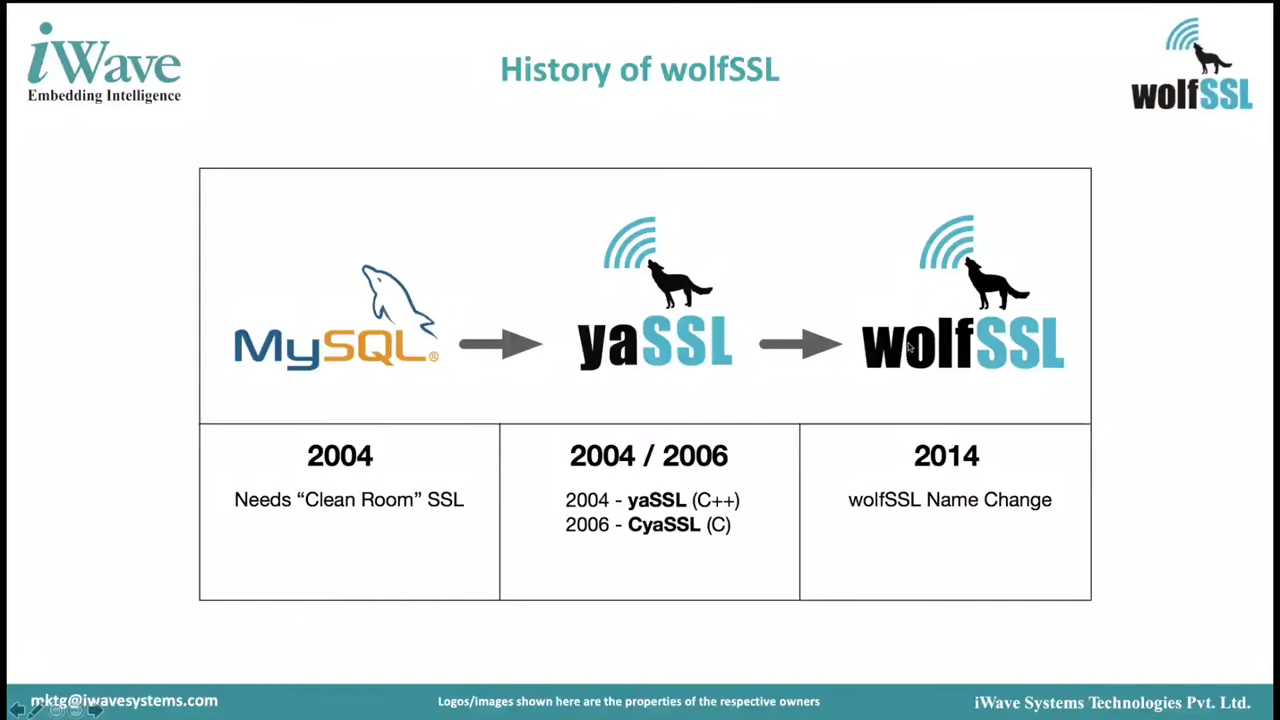 iWave
Embedding Intelligence
History of wolfSSL
wolfSSL
MySQL®
yaSSL
wolfSSL
2004
Needs “Clean Room” SSL
2004 / 2006
2004 - yaSSL (C++)
2006 - CyaSSL (C)
2014
wolfSSL Name Change
mktg@iwavesystems.com
Logos/Images shown here are the properties of the respective owners
iWave Systems Technologies Pvt. Ltd.